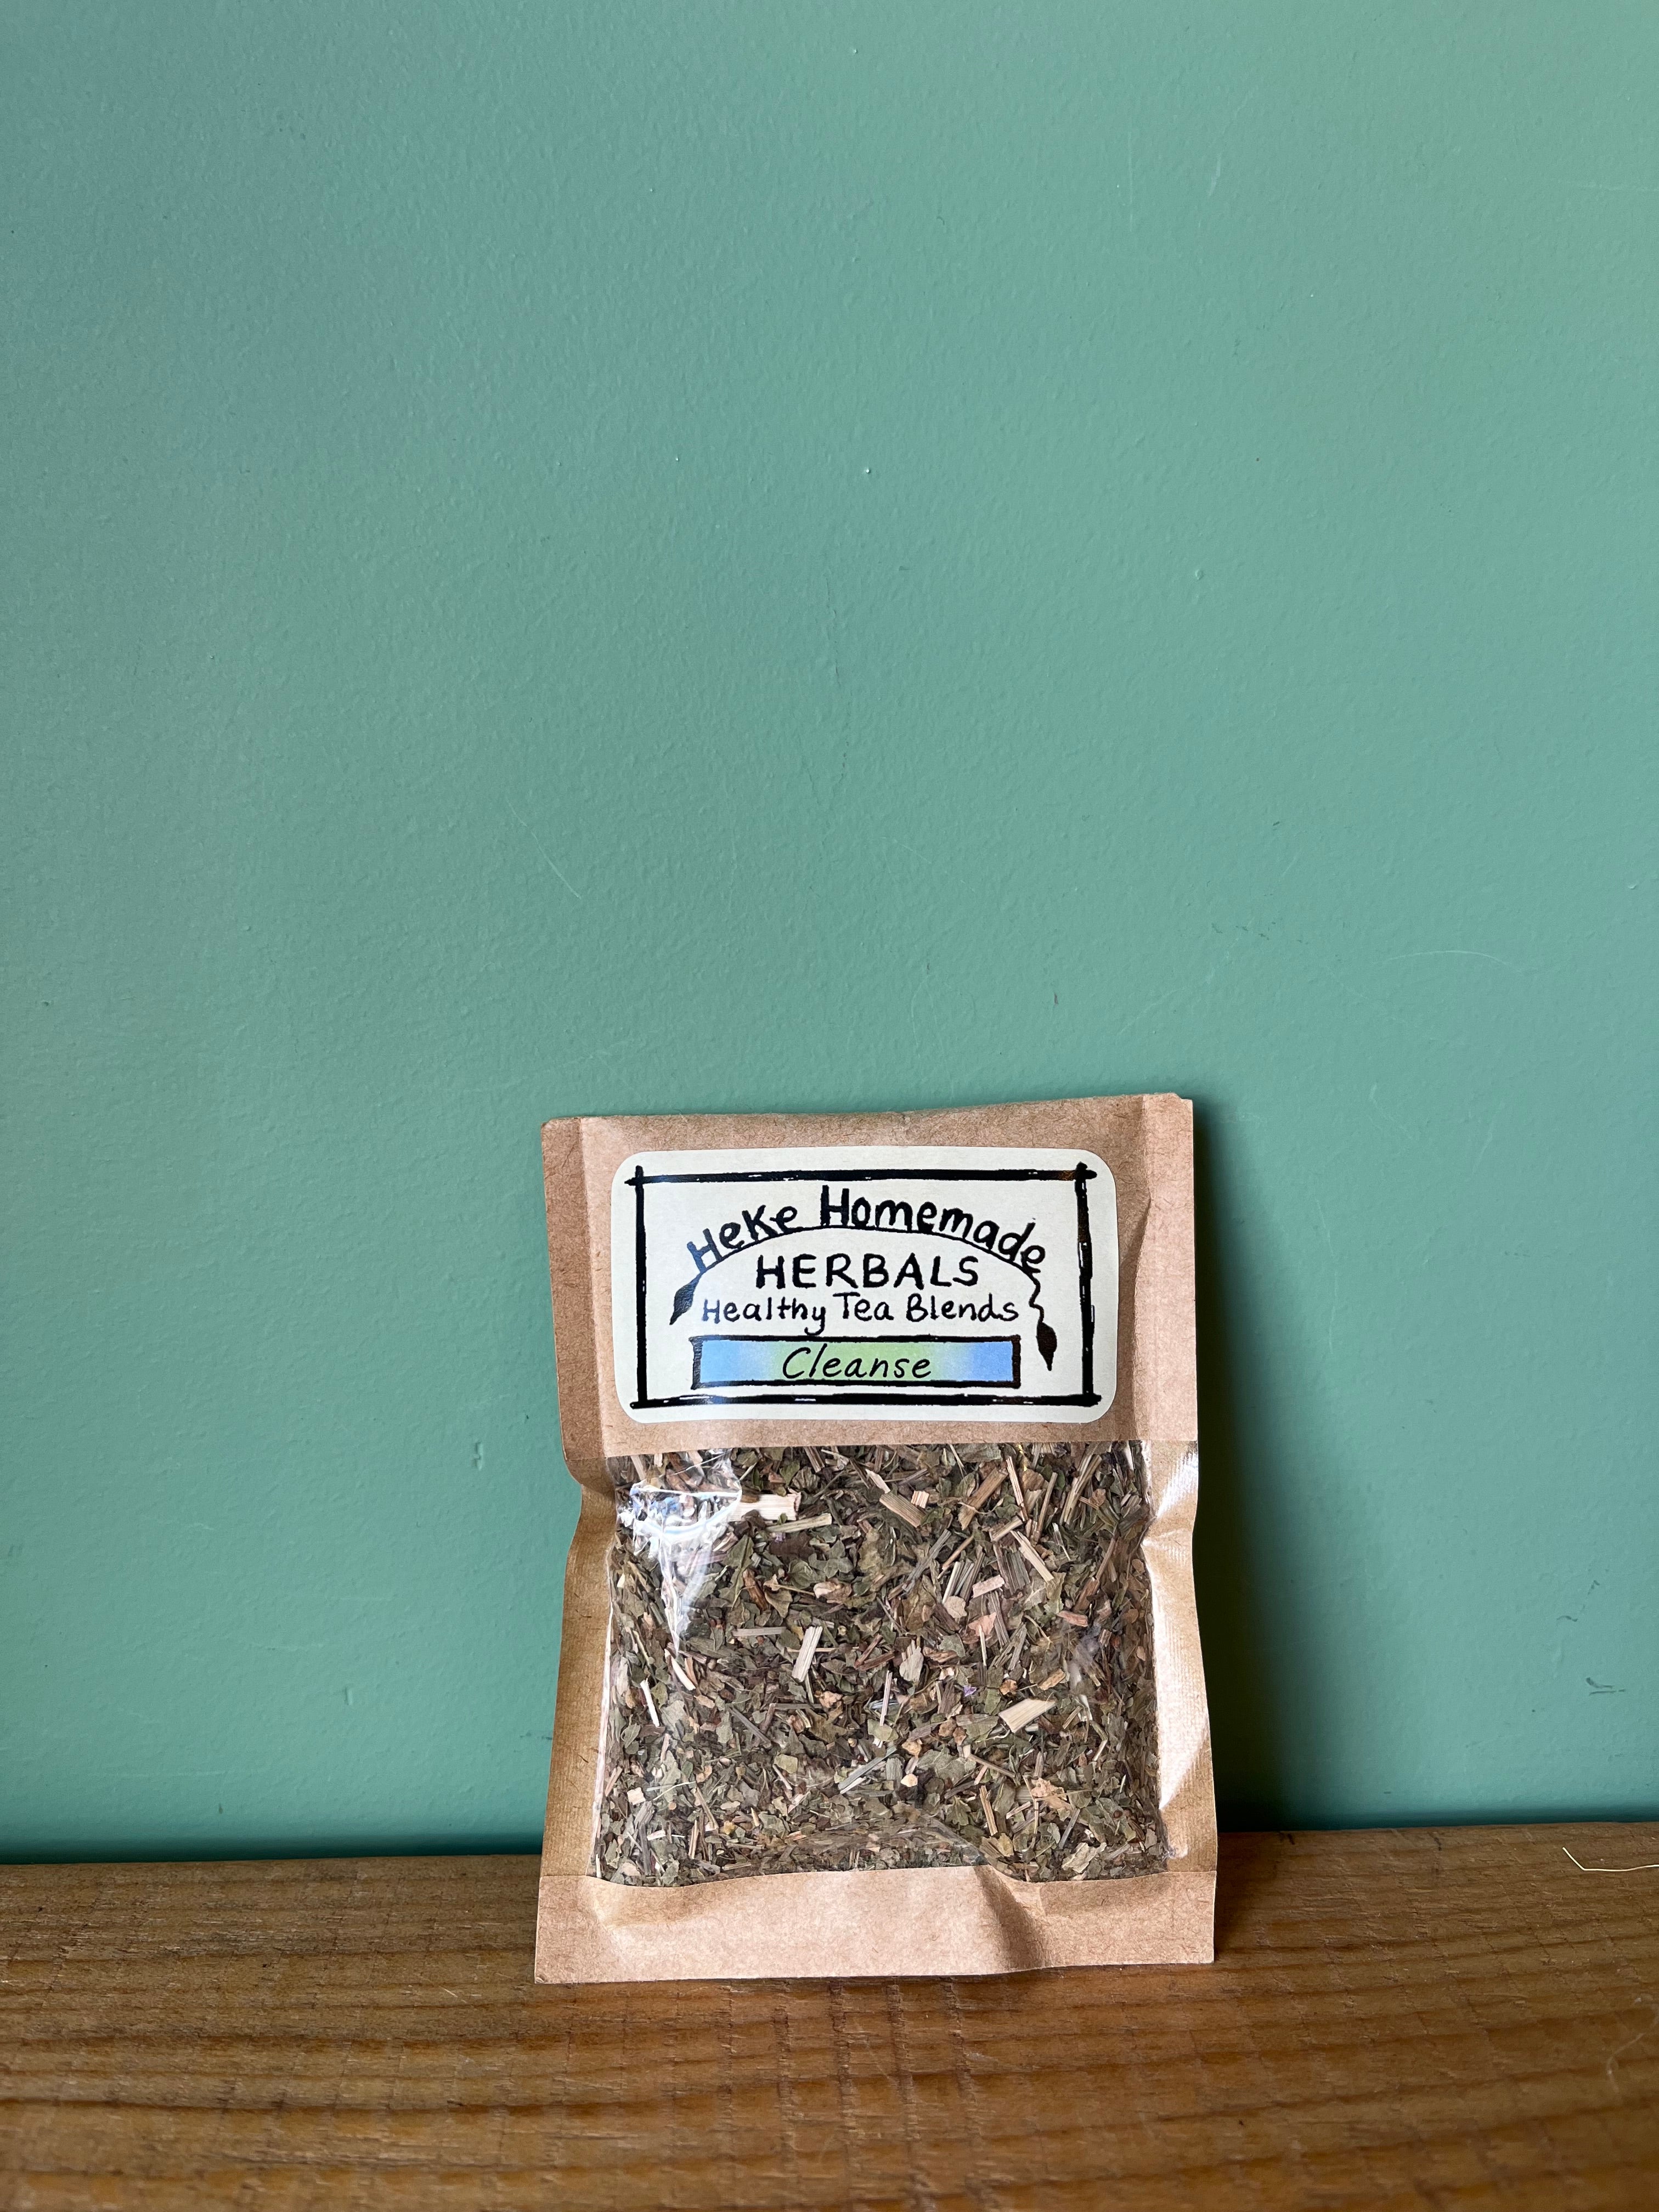 Heke Homemade
HERBALS
Healthy Tea Blends
Cleanse